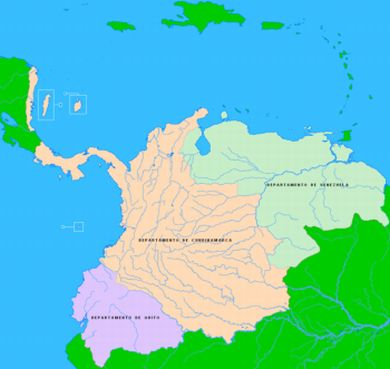 DEPARTAMENTO DE VENEZUELA
DEPARTAMENTO DE CUNDINAMARCA
DEPARTAMENTO DE QUITO